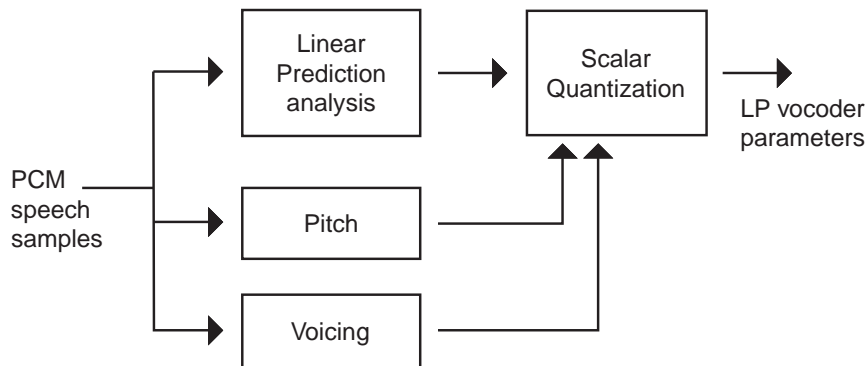 Linear
Prediction
analysis
Scalar
Quantization
LP vocoder
parameters
PCM
speech
samples
Pitch
Voicing